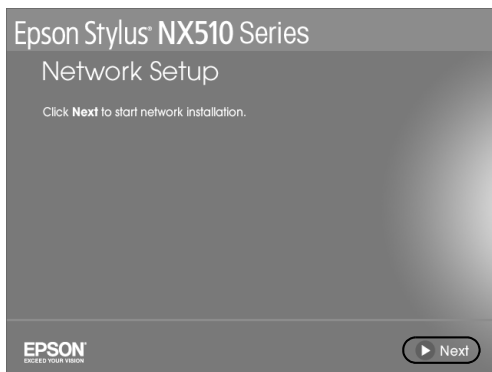 Epson Stylus® NX510 Series
Network Setup
Click Next to start network installation.
EPSON®
EXCEED YOUR VISION
Next